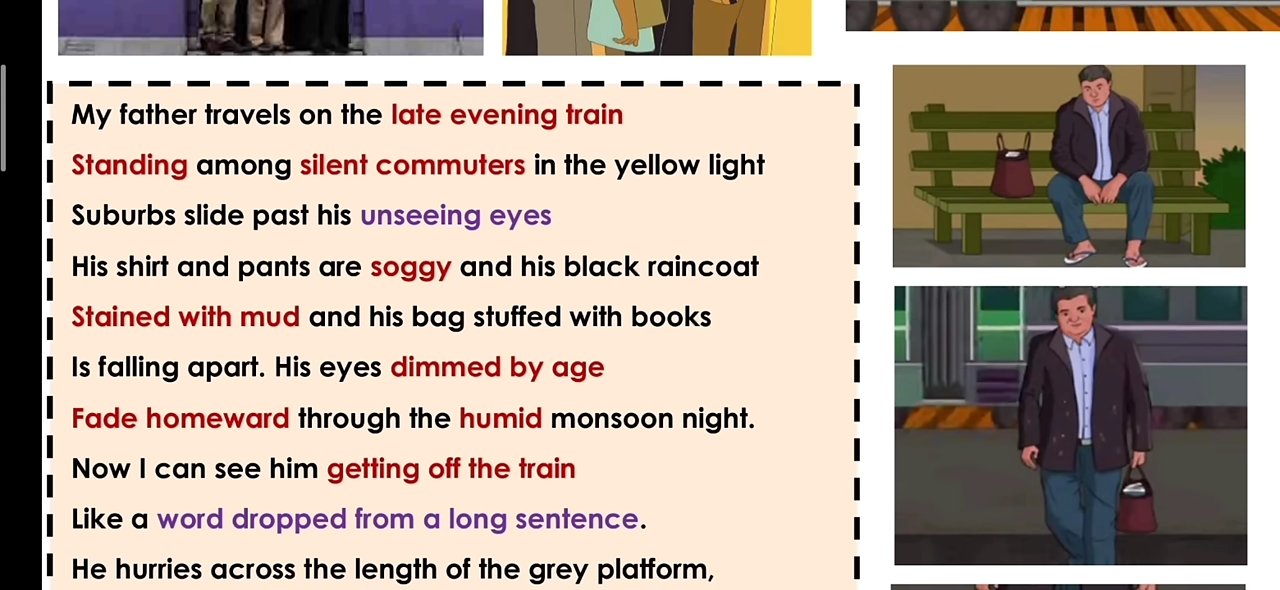 My father travels on the late evening train
Standing among silent commuters in the yellow light
Suburbs slide past his unseeing eyes
His shirt and pants are soggy and his black raincoat
Stained with mud and his bag stuffed with books
Is falling apart. His eyes dimmed by age
Fade homeward through the humid monsoon night.
Now I can see him getting off the train
Like a word dropped from a long sentence.
He hurries across the length of the grey platform,